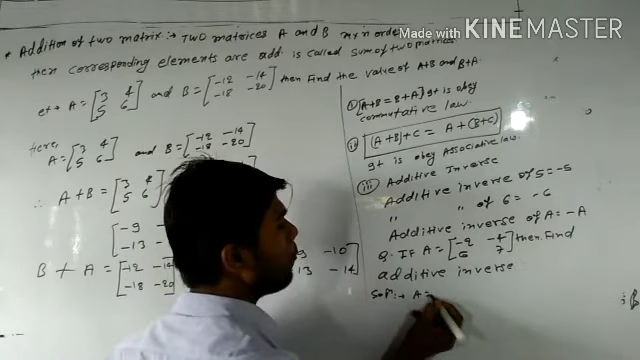 Made with KINEMASTER
* Addition of two matrix :→ Two matrices A and B mxn order
then corresponding elements are add is called sum of two matrices
et→ A = [3 4 5 6] and B = [-12 -14 -18 -20] then Find the value of A+B and B+A.
Here,
A = [3 4 5 6] and B = [-12 -14 -18 -20]
∴ A+B = [3 4 5 6]
[-9 -13
B + A = [-12 -14 -18 -20] -10 13 -14
i) [A+B = B+A] It is obey
commutative law.
ii) (A+B)+C = A+(B+C)
It is obey Associative law.
iii) Additive Inverse
Additive inverse of 5 = -5
" " of 6 = -6
Additive inverse of A = -A
Q. If A = [-2 -4 6 7] then Find
additive inverse
Soln :→ A =